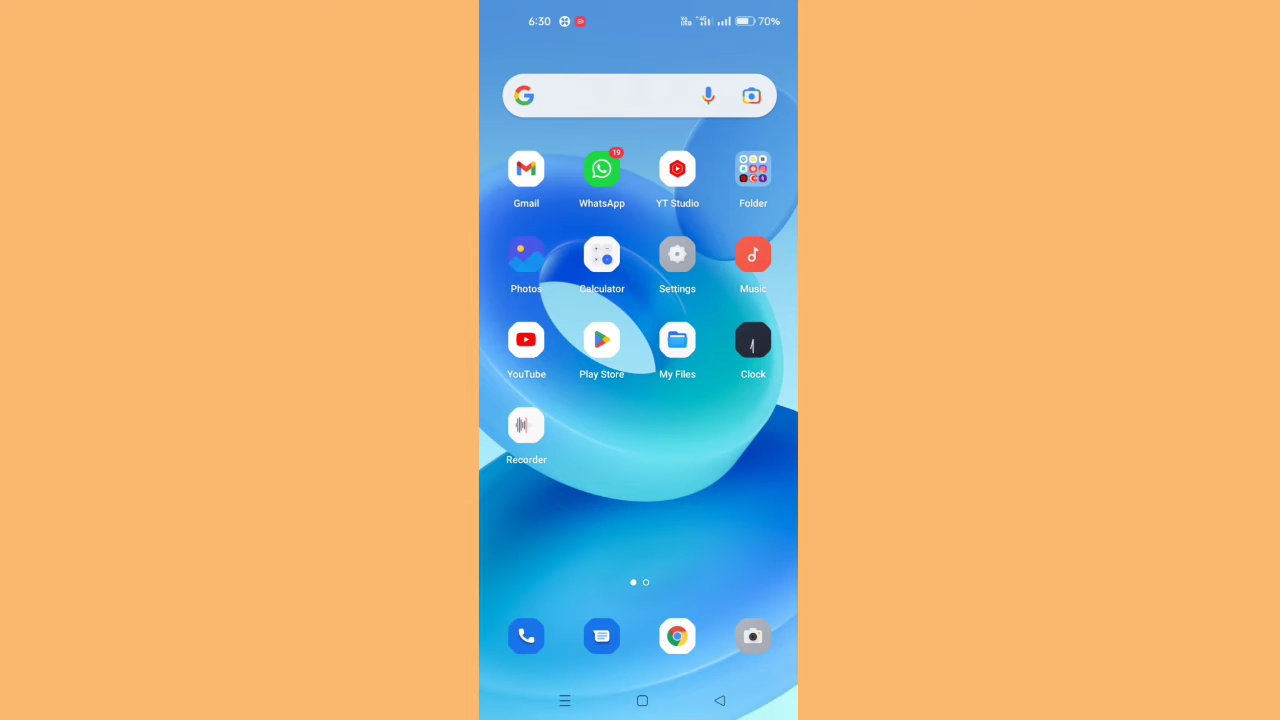 6:30 70%
19
Gmail WhatsApp YT Studio Folder
Photos Calculator Settings Music
YouTube Play Store My Files Clock
Recorder